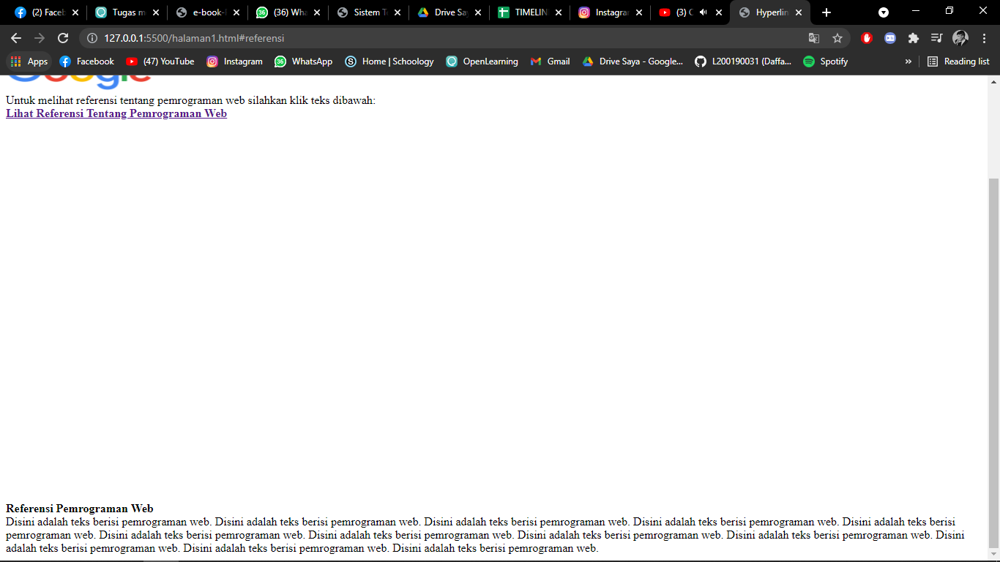 (2) Faceb
Tugas m
e-book-
(36) Wha
Sistem T
Drive Sa
TIMELIN
Instagra
(3) C
Hyperlin
127.0.0.1:5500/halaman1.html#referensi
Apps
Facebook
(47) YouTube
Instagram
36
WhatsApp
Home | Schoology
OpenLearning
Gmail
Drive Saya - Google...
L200190031 (Daffa...
Spotify
»
Reading list
Google
Untuk melihat referensi tentang pemrograman web silahkan klik teks dibawah:
Lihat Referensi Tentang Pemrograman Web
Referensi Pemrograman Web
Disini adalah teks berisi pemrograman web. Disini adalah teks berisi pemrograman web. Disini adalah teks berisi pemrograman web. Disini adalah teks berisi pemrograman web. Disini adalah teks berisi
pemrograman web. Disini adalah teks berisi pemrograman web. Disini adalah teks berisi pemrograman web. Disini adalah teks berisi pemrograman web. Disini adalah teks berisi pemrograman web. Disini
adalah teks berisi pemrograman web. Disini adalah teks berisi pemrograman web. Disini adalah teks berisi pemrograman web.